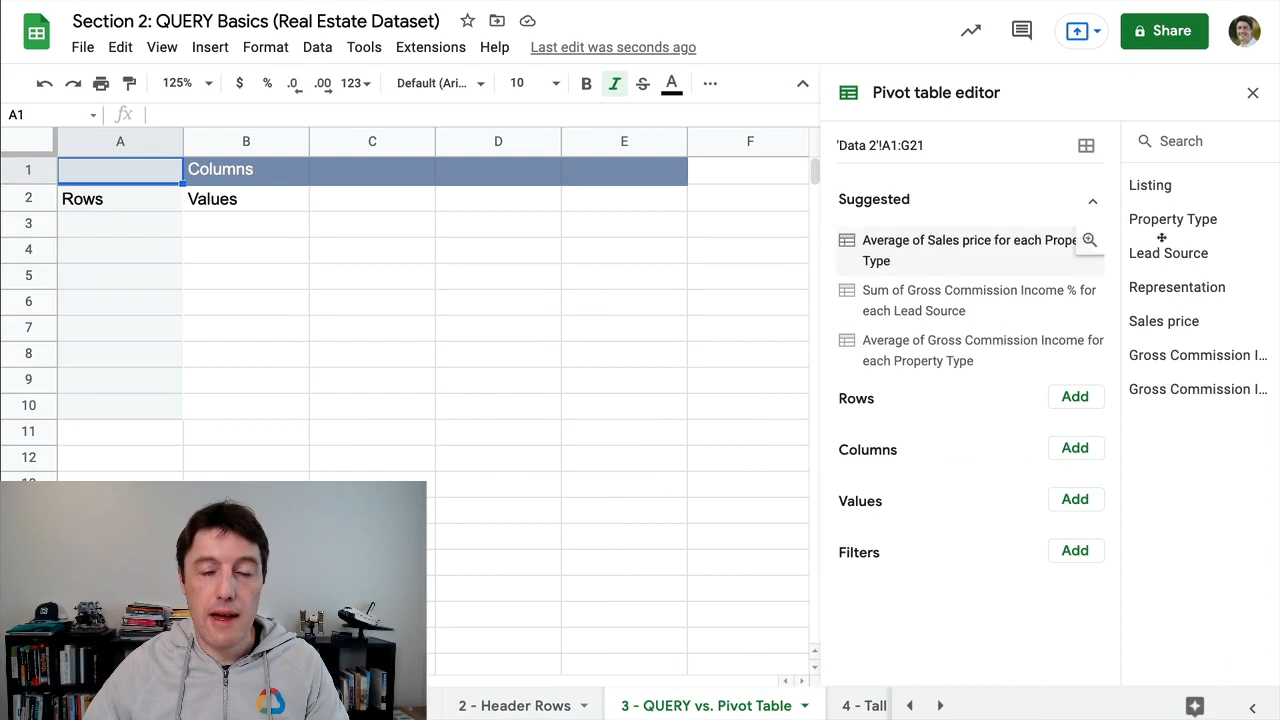 Section 2: QUERY Basics (Real Estate Dataset)
File Edit View Insert Format Data Tools Extensions Help Last edit was seconds ago
Share
125% $ % .0 .00 123 Default (Ari... 10 B I S A
A1 fx
A B C D E F
1 Columns
2 Rows Values
3
4
5
6
7
8
9
10
11
12
Pivot table editor
'Data 2'!A1:G21
Suggested
Average of Sales price for each Prope
Type
Sum of Gross Commission Income % for
each Lead Source
Average of Gross Commission Income for
each Property Type
Rows Add
Columns Add
Values Add
Filters Add
Search
Listing
Property Type
Lead Source
Representation
Sales price
Gross Commission I...
Gross Commission I...
2 - Header Rows 3 - QUERY vs. Pivot Table 4 - Tall